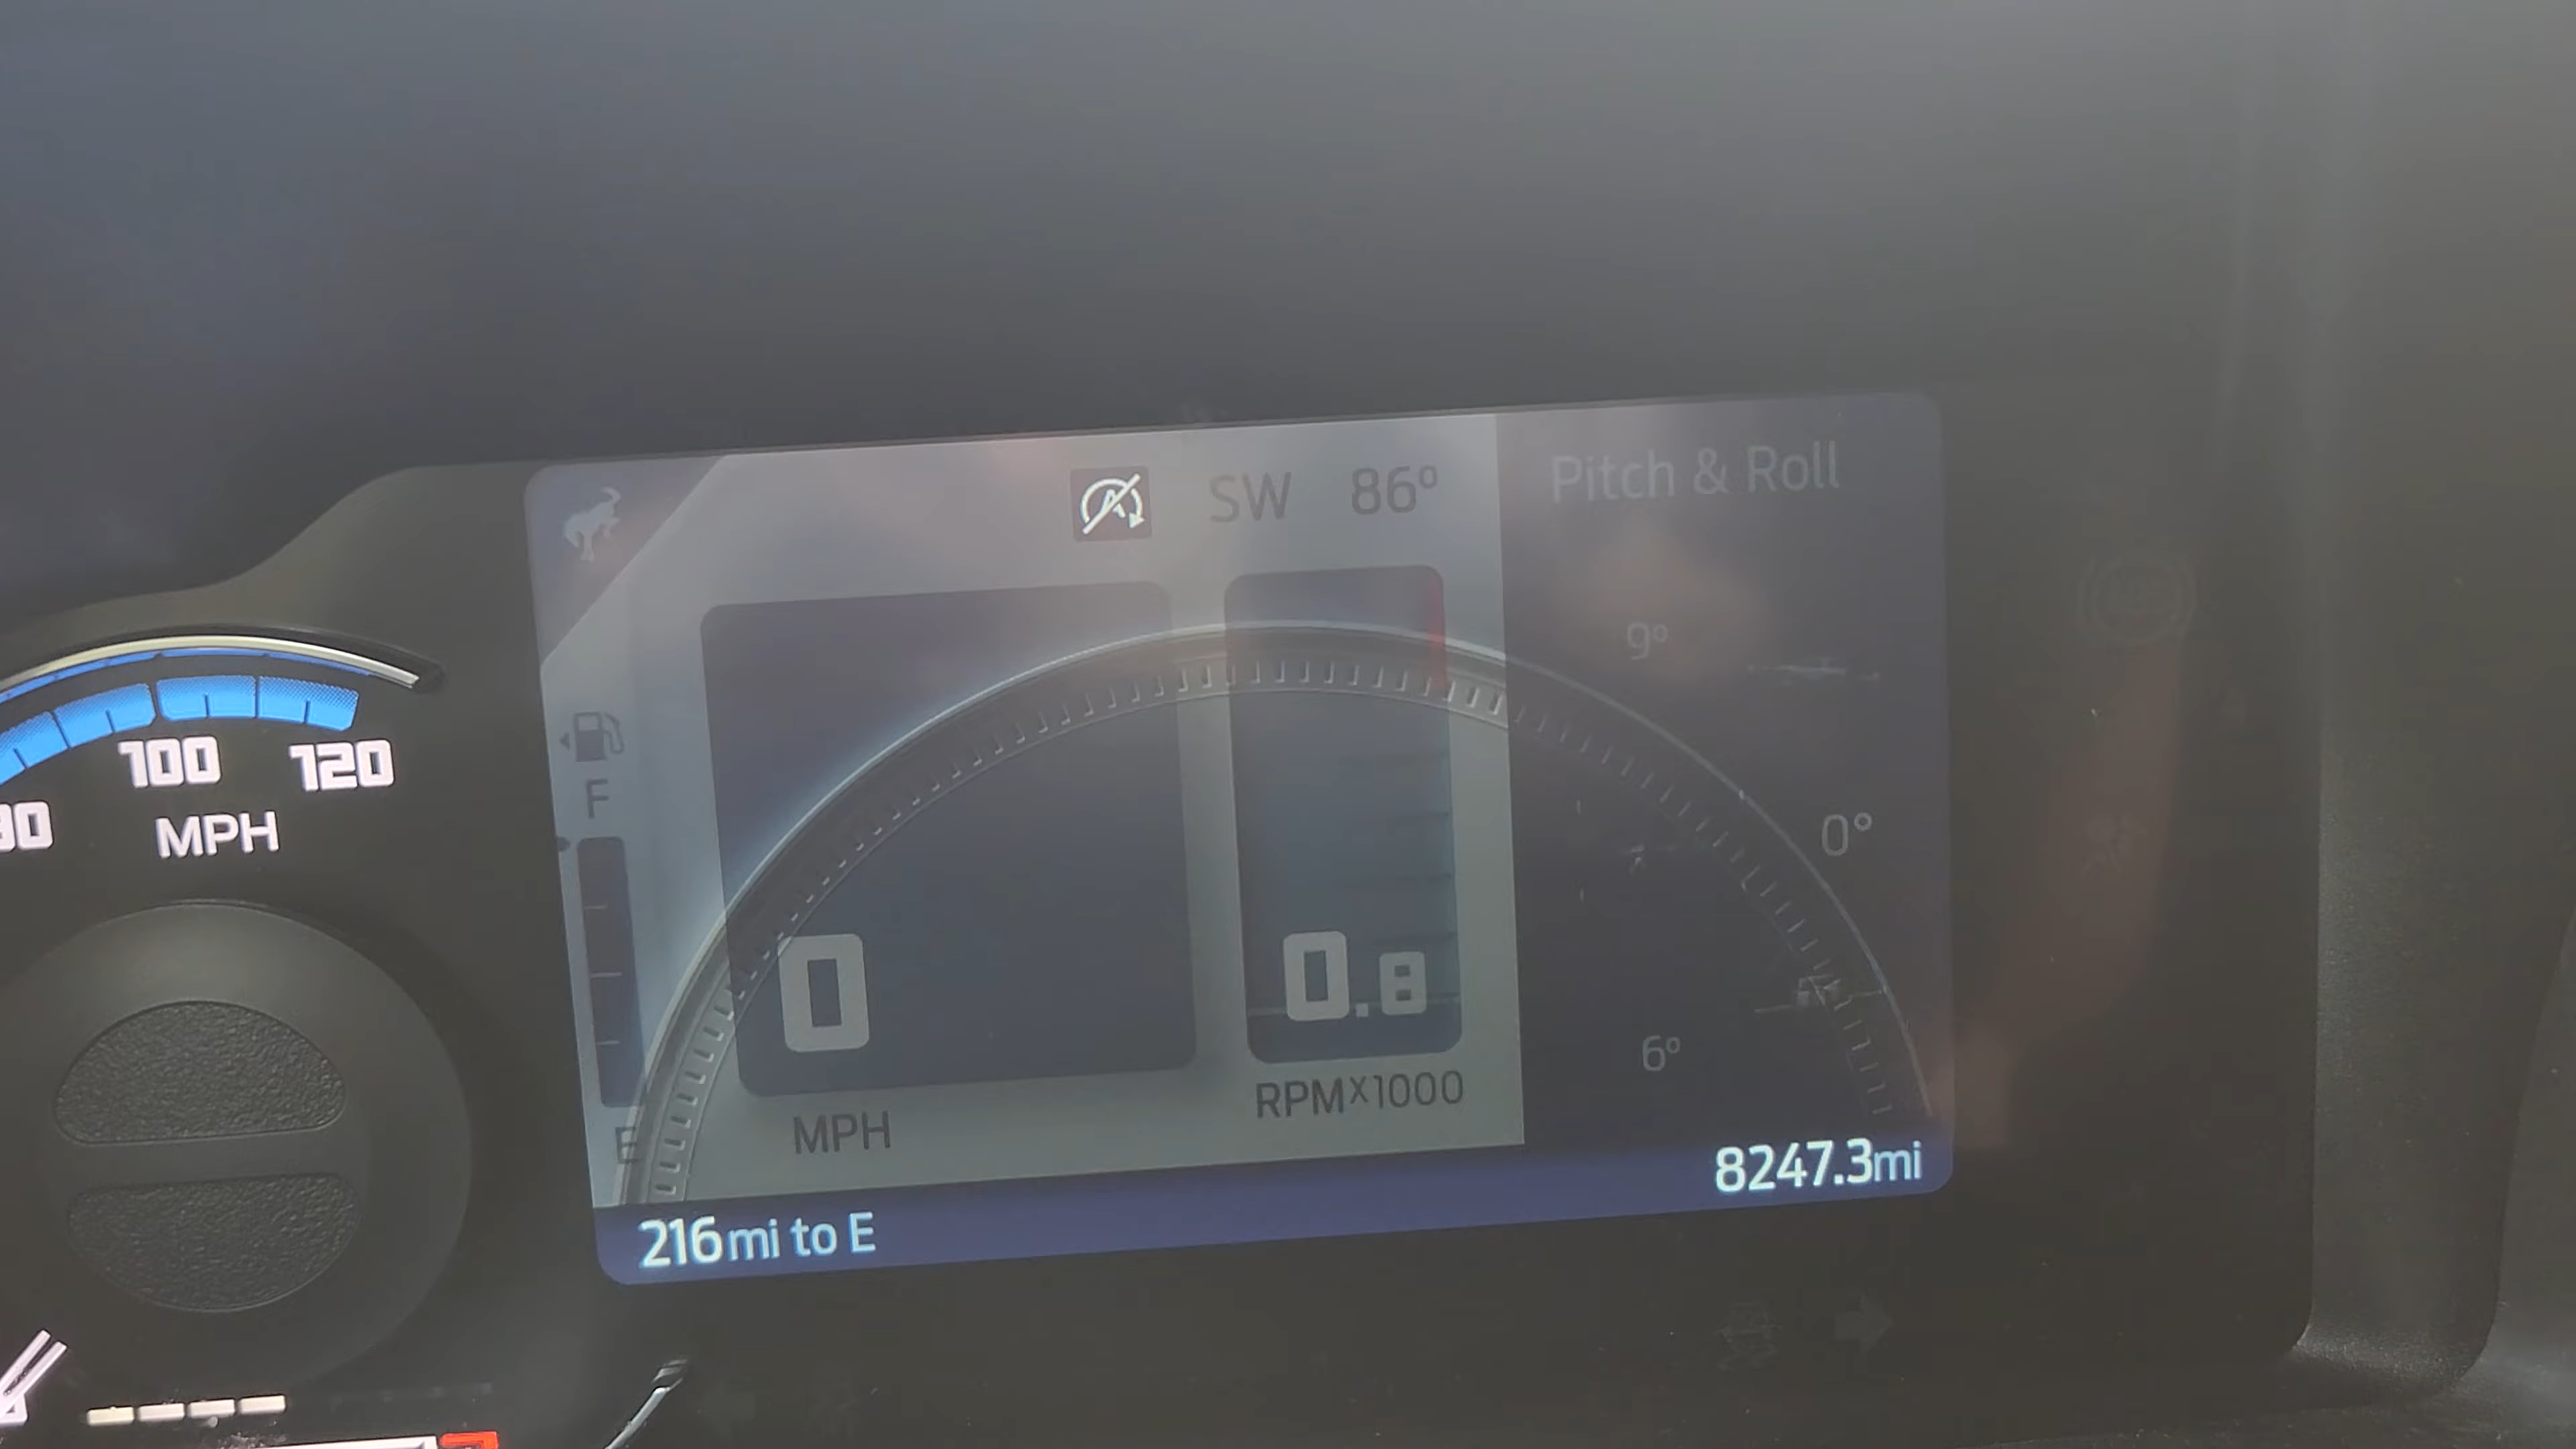 SW 86°
Pitch & Roll
9°
100 120
MPH
F
0°
0
0.8
6°
E
MPH
RPMX1000
216mi to E
8247.3mi